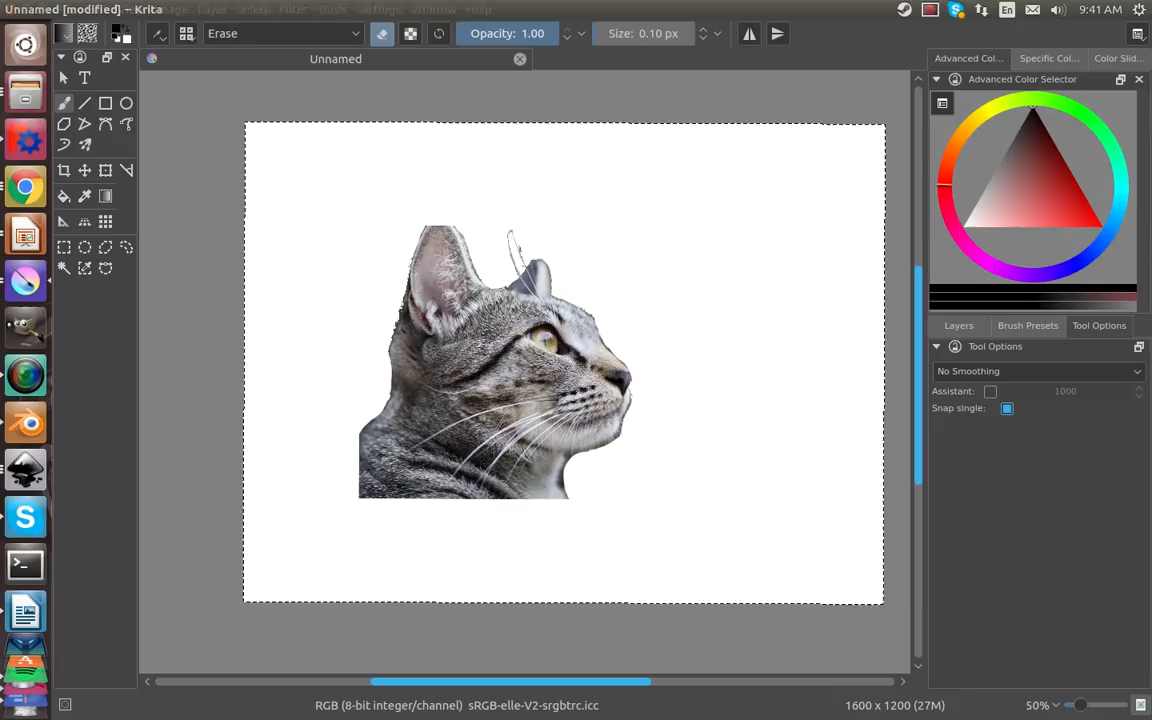 Unnamed [modified] - Krita
En
9:41 AM
Erase
Opacity: 1.00
Size: 0.10 px
Unnamed
Advanced Col...
Specific Col...
Color Slid...
Advanced Color Selector
Layers
Brush Presets
Tool Options
Tool Options
No Smoothing
Assistant:
1000
Snap single:
RGB (8-bit integer/channel) sRGB-elle-V2-srgbtrc.icc
1600 x 1200 (27M)
50%